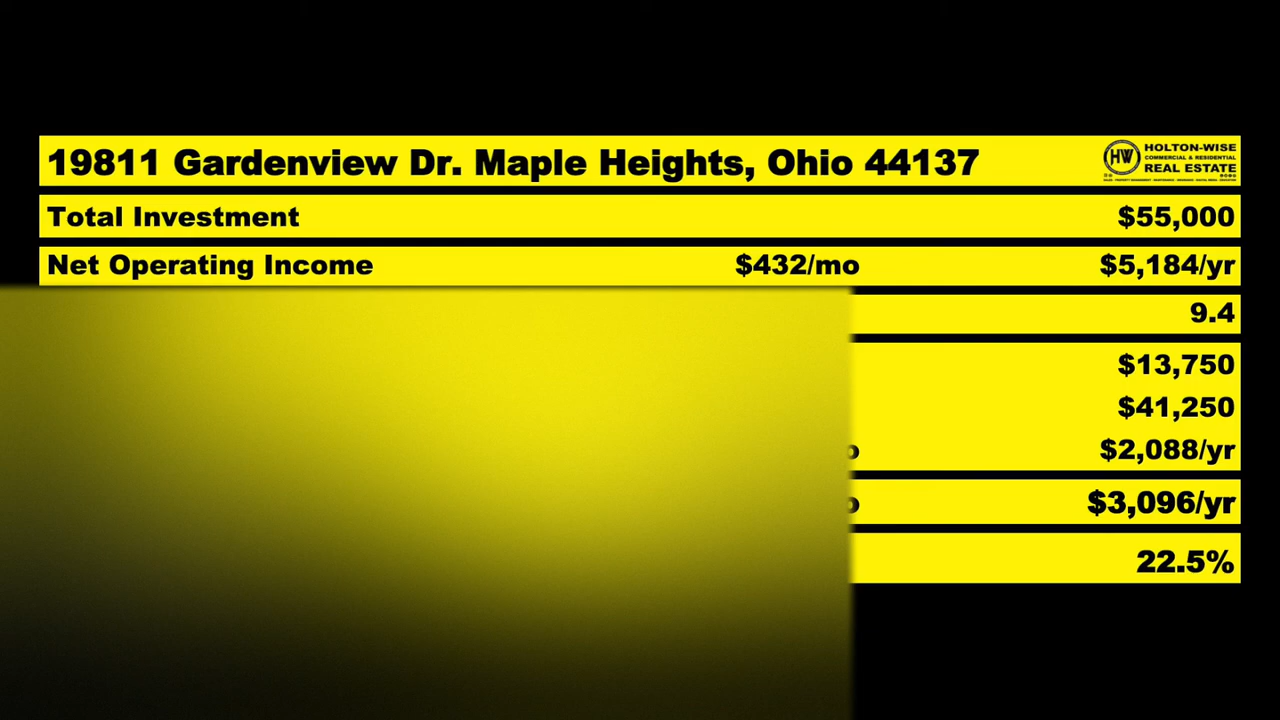 19811 Gardenview Dr. Maple Heights, Ohio 44137
HW
HOLTON-WISE
COMMERCIAL & RESIDENTIAL
REAL ESTATE
Total Investment $55,000
Net Operating Income $432/mo $5,184/yr
9.4
$13,750
$41,250
$2,088/yr
$3,096/yr
22.5%